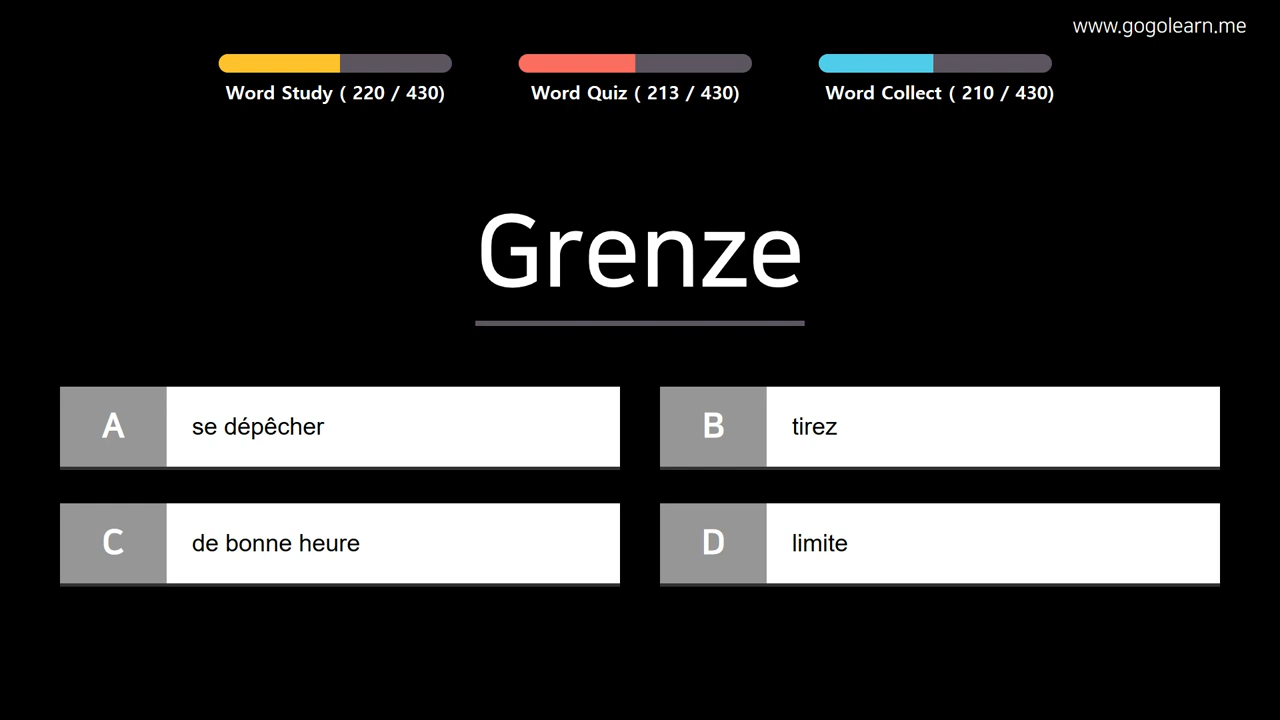 www.gogolearn.me
Word Study ( 220 / 430)
Word Quiz ( 213 / 430)
Word Collect ( 210 / 430)
Grenze
A se dépêcher
B tirez
C de bonne heure
D limite